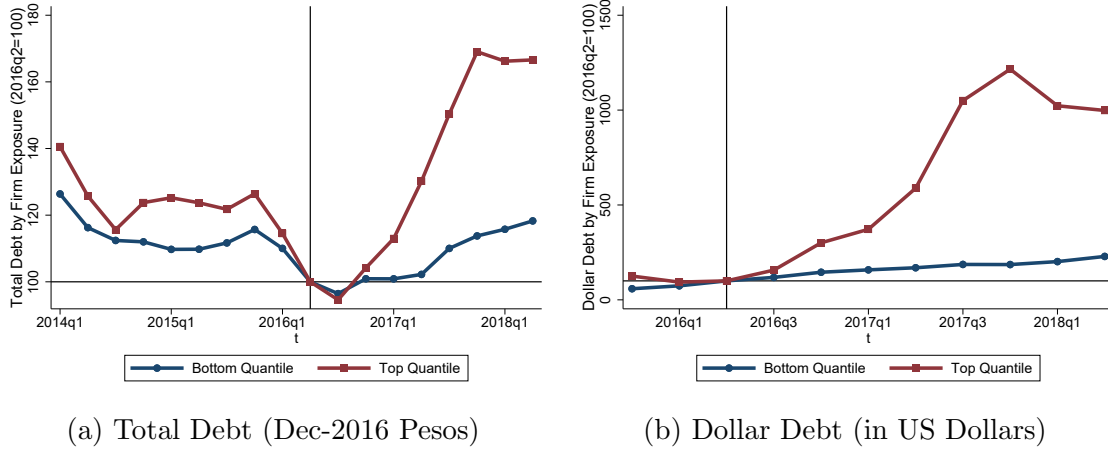 Total Debt by Firm Exposure (2016q2=100)
180
160
140
120
100
2014q1 2015q1 2016q1 2017q1 2018q1
t
Bottom Quantile Top Quantile
(a) Total Debt (Dec-2016 Pesos)
Dollar Debt by Firm Exposure (2016q2=100)
1500
1000
500
0
2016q1 2016q3 2017q1 2017q3 2018q1
t
Bottom Quantile Top Quantile
(b) Dollar Debt (in US Dollars)